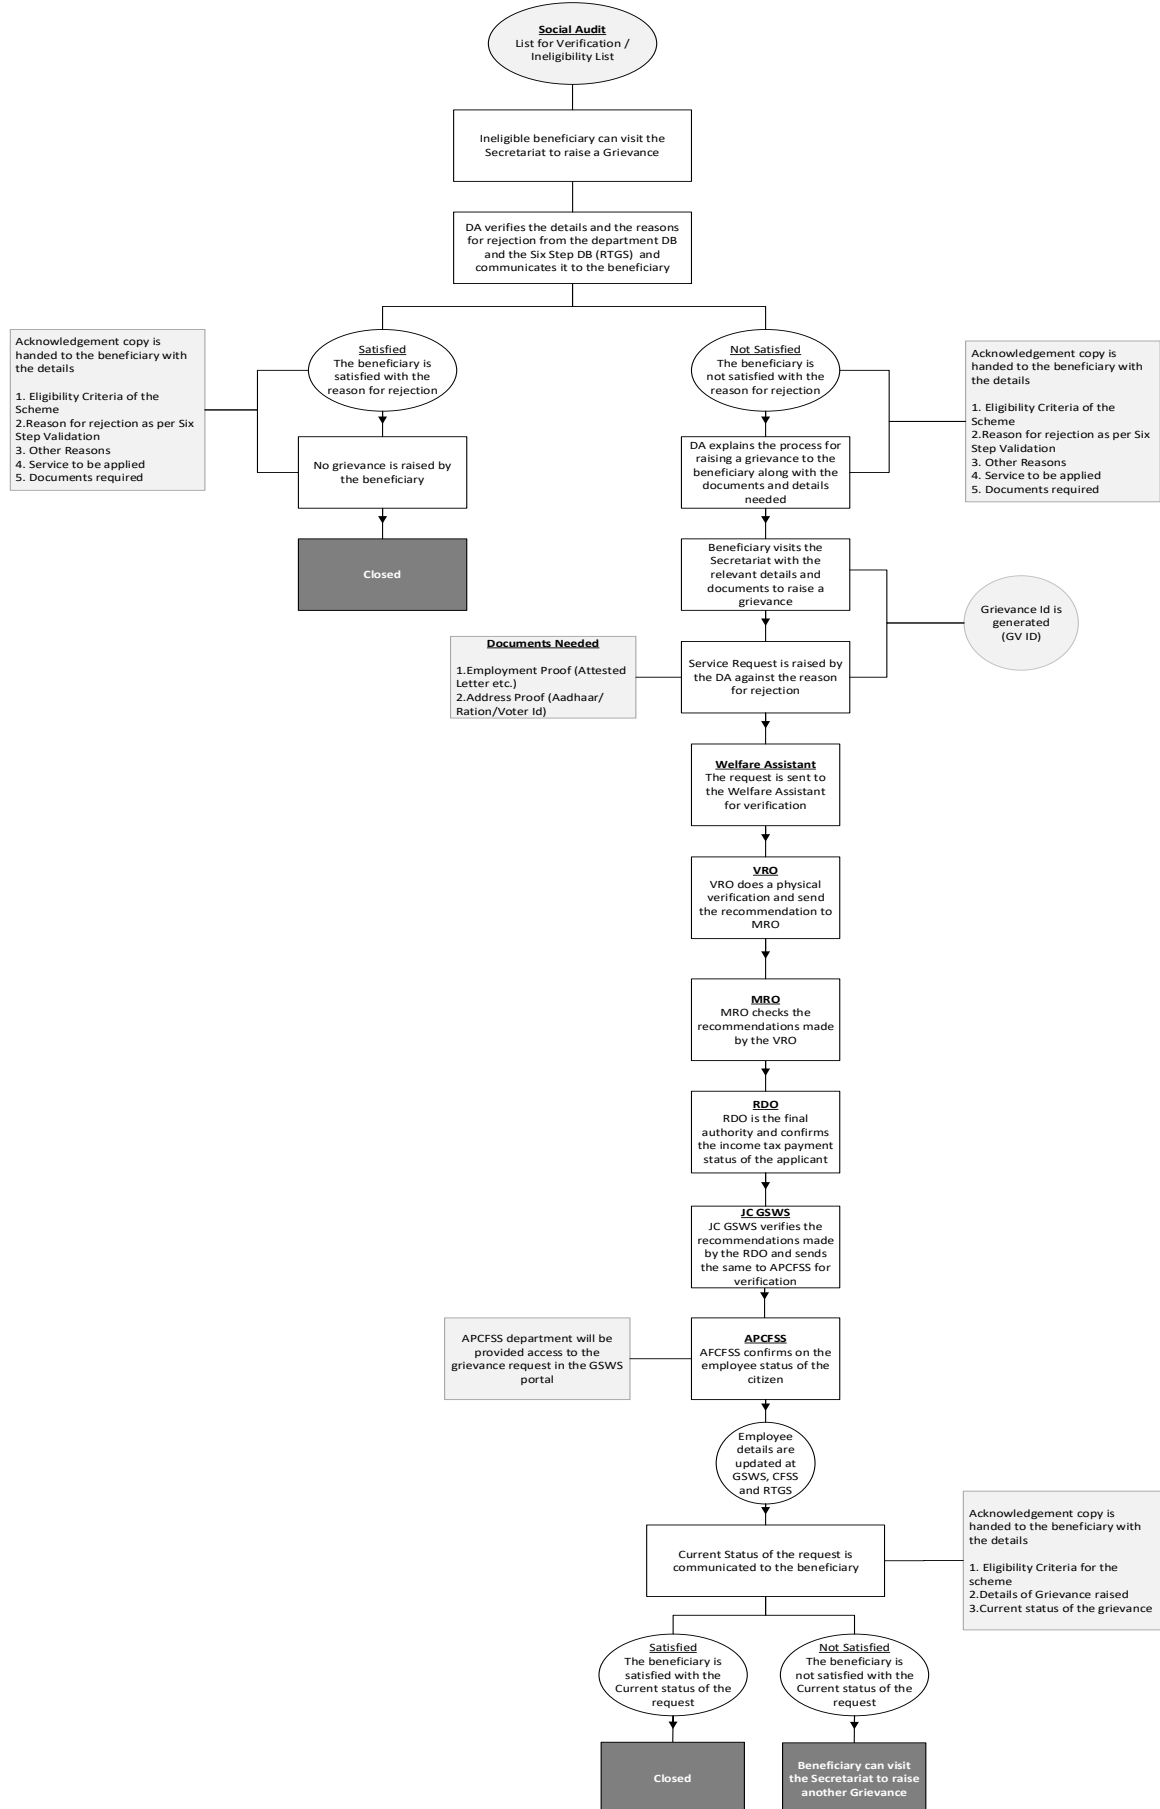 Social Audit
List for Verification /
Ineligibility List
Ineligible beneficiary can visit the
Secretariat to raise a Grievance
DA verifies the details and the reasons
for rejection from the department DB
and the Six Step DB (RTGS) and
communicates it to the beneficiary
Acknowledgement copy is
handed to the beneficiary with
the details
1. Eligibility Criteria of the
Scheme
2.Reason for rejection as per Six
Step Validation
3. Other Reasons
4. Service to be applied
5. Documents required
Satisfied
The beneficiary is
satisfied with the
reason for rejection
Not Satisfied
The beneficiary is
not satisfied with the
reason for rejection
Acknowledgement copy is
handed to the beneficiary with
the details
1. Eligibility Criteria of the
Scheme
2.Reason for rejection as per Six
Step Validation
3. Other Reasons
4. Service to be applied
5. Documents required
No grievance is raised by
the beneficiary
DA explains the process for
raising a grievance to the
beneficiary along with the
documents and details
needed
Closed
Beneficiary visits the
Secretariat with the
relevant details and
documents to raise a
grievance
Grievance Id is
generated
(GV ID)
Documents Needed
1.Employment Proof (Attested
Letter etc.)
2.Address Proof (Aadhaar/
Ration/Voter Id)
Service Request is raised by
the DA against the reason
for rejection
Welfare Assistant
The request is sent to
the Welfare Assistant
for verification
VRO
VRO does a physical
verification and send
the recommendation to
MRO
MRO
MRO checks the
recommendations made
by the VRO
RDO
RDO is the final
authority and confirms
the income tax payment
status of the applicant
JC GSWS
JC GSWS verifies the
recommendations made
by the RDO and sends
the same to APCFSS for
verification
APCFSS department will be
provided access to the
grievance request in the GSWS
portal
APCFSS
AFCFSS confirms on the
employee status of the
citizen
Employee
details are
updated at
GSWS, CFSS
and RTGS
Current Status of the request is
communicated to the beneficiary
Acknowledgement copy is
handed to the beneficiary with
the details
1. Eligibility Criteria for the
scheme
2.Details of Grievance raised
3.Current status of the grievance
Satisfied
The beneficiary is
satisfied with the
Current status of the
request
Not Satisfied
The beneficiary is
not satisfied with the
Current status of the
request
Closed
Beneficiary can visit
the Secretariat to raise
another Grievance